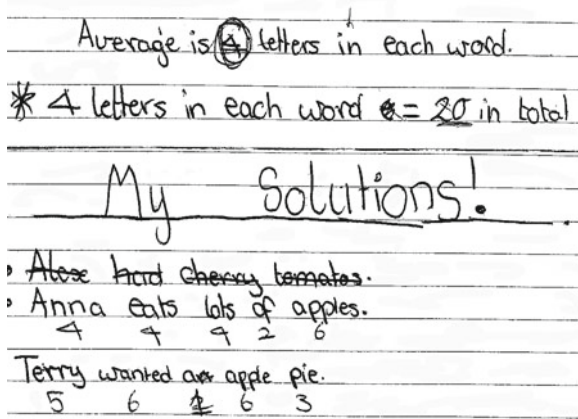 Average is 4 letters in each word.
* 4 letters in each word = 20 in total
My Solutions!
had cherry tomatos.
Anna eats lots of apples.
4 4 4 2 6
Terry wanted a apple pie.
5 6 1 6 3